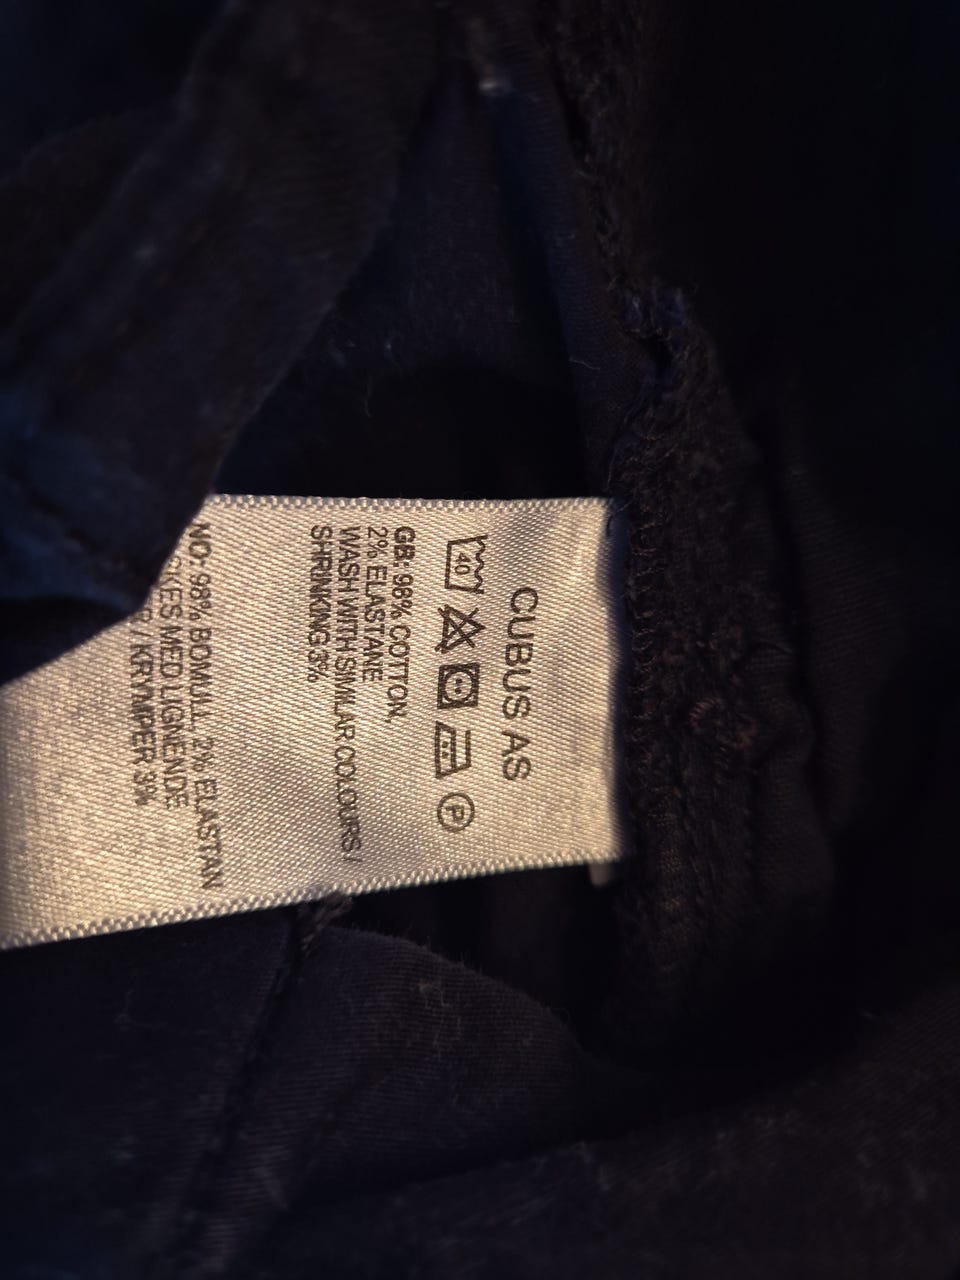 CUBUS AS
40
P
GB: 98% COTTON,
2% ELASTANE
WASH WITH SIMILAR COLOURS /
SHRINKING 3%
NO: 98% BOMULL, 2% ELASTAN
MED LIGNENDE
/ KRYMPER 3%